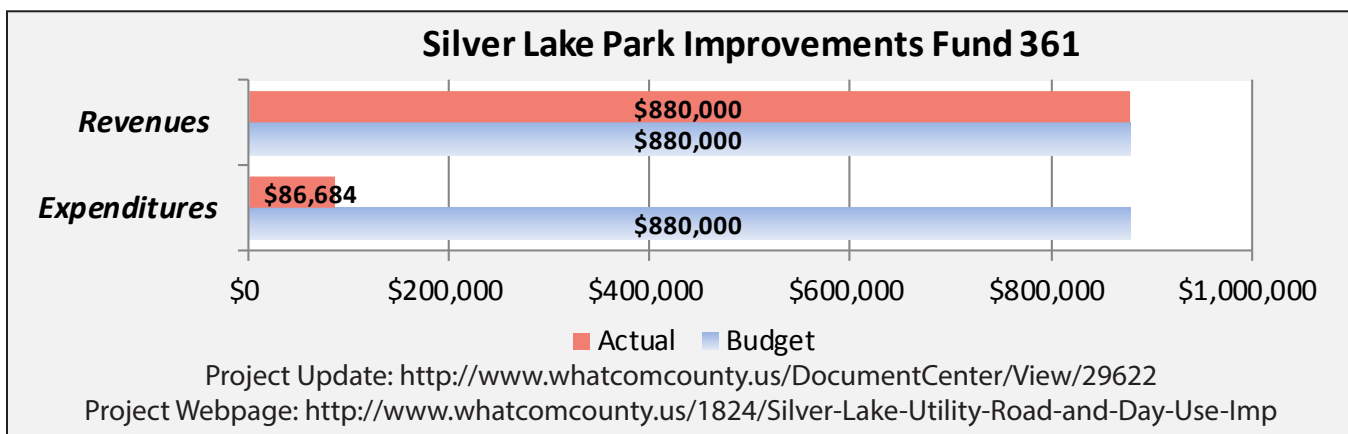 Silver Lake Park Improvements Fund 361
Revenues
$880,000
$880,000
Expenditures
$86,684
$880,000
$0 $200,000 $400,000 $600,000 $800,000 $1,000,000
Actual Budget
Project Update: http://www.whatcomcounty.us/DocumentCenter/View/29622
Project Webpage: http://www.whatcomcounty.us/1824/Silver-Lake-Utility-Road-and-Day-Use-Imp